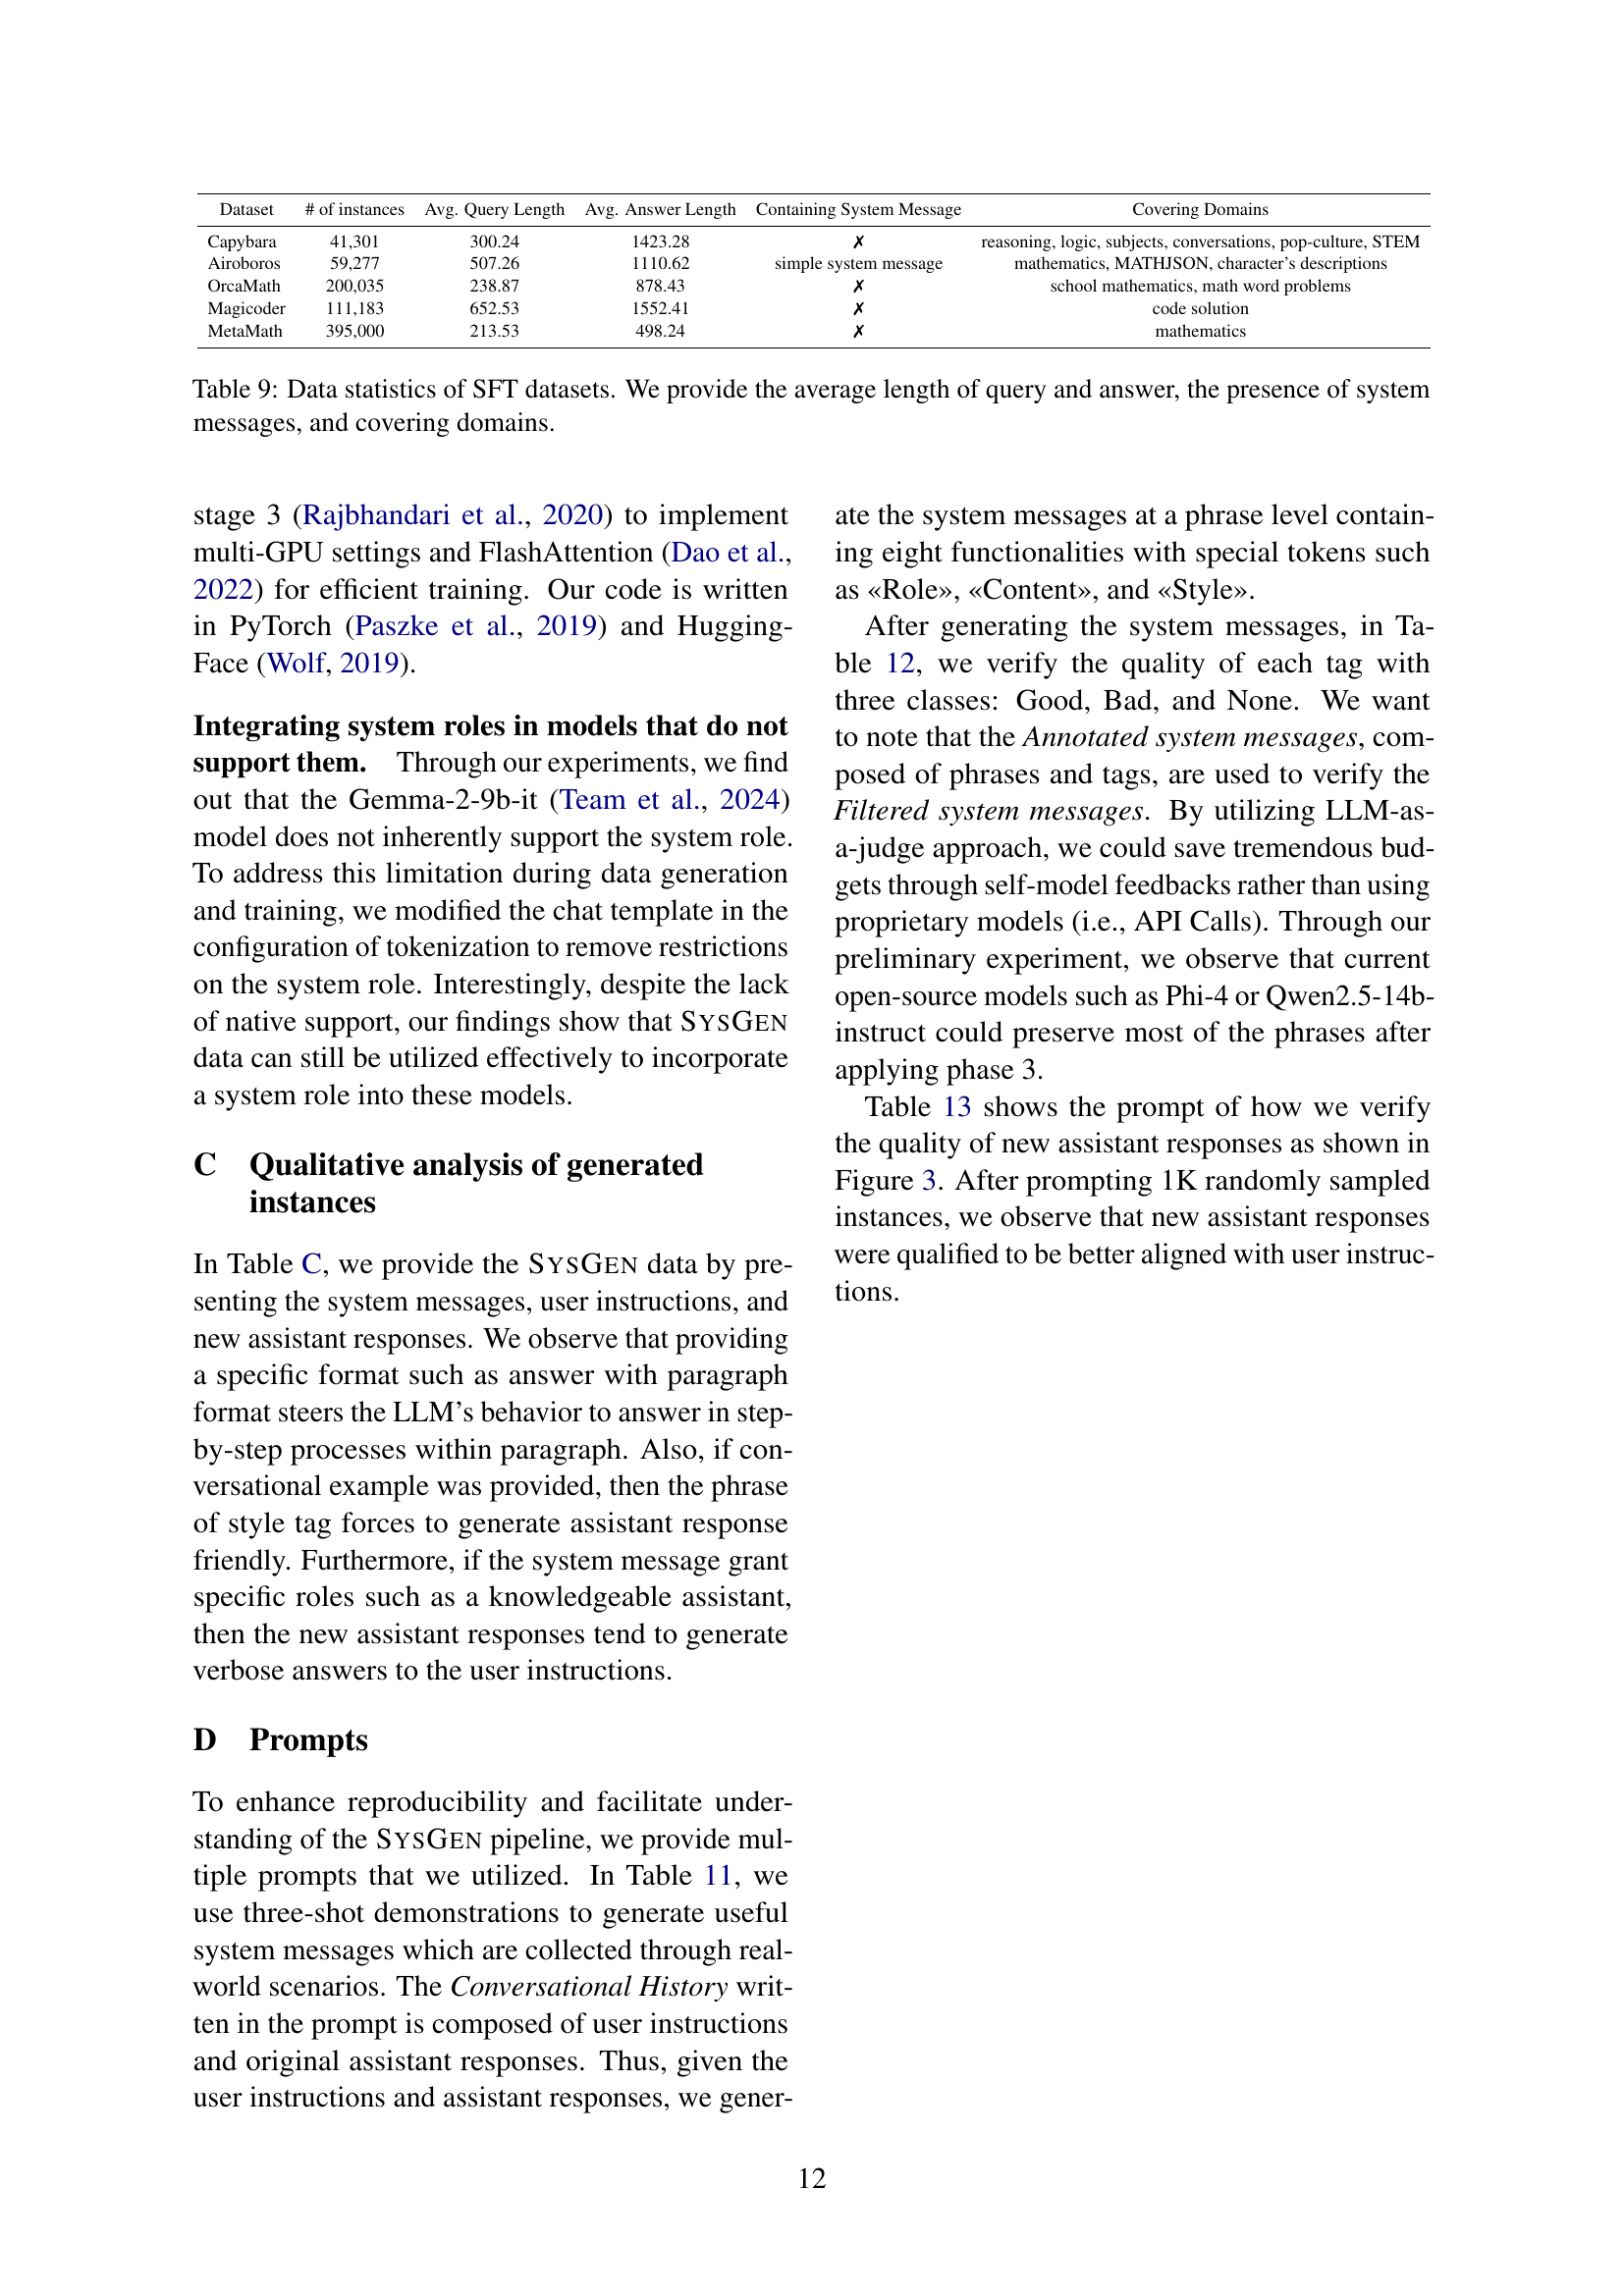 Dataset # of instances Avg. Query Length Avg. Answer Length Containing System Message Covering Domains
Capybara 41,301 300.24 1423.28 ✗ reasoning, logic, subjects, conversations, pop-culture, STEM
Airoboros 59,277 507.26 1110.62 simple system message mathematics, MATHJSON, character's descriptions
OrcaMath 200,035 238.87 878.43 ✗ school mathematics, math word problems
Magicoder 111,183 652.53 1552.41 ✗ code solution
MetaMath 395,000 213.53 498.24 ✗ mathematics
Table 9: Data statistics of SFT datasets. We provide the average length of query and answer, the presence of system
messages, and covering domains.
stage 3 (Rajbhandari et al., 2020) to implement
multi-GPU settings and FlashAttention (Dao et al.,
2022) for efficient training. Our code is written
in PyTorch (Paszke et al., 2019) and Hugging-
Face (Wolf, 2019).
Integrating system roles in models that do not
support them. Through our experiments, we find
out that the Gemma-2-9b-it (Team et al., 2024)
model does not inherently support the system role.
To address this limitation during data generation
and training, we modified the chat template in the
configuration of tokenization to remove restrictions
on the system role. Interestingly, despite the lack
of native support, our findings show that SYSGEN
data can still be utilized effectively to incorporate
a system role into these models.
C Qualitative analysis of generated
instances
In Table C, we provide the SYSGEN data by pre-
senting the system messages, user instructions, and
new assistant responses. We observe that providing
a specific format such as answer with paragraph
format steers the LLM's behavior to answer in step-
by-step processes within paragraph. Also, if con-
versational example was provided, then the phrase
of style tag forces to generate assistant response
friendly. Furthermore, if the system message grant
specific roles such as a knowledgeable assistant,
then the new assistant responses tend to generate
verbose answers to the user instructions.
D Prompts
To enhance reproducibility and facilitate under-
standing of the SYSGEN pipeline, we provide mul-
tiple prompts that we utilized. In Table 11, we
use three-shot demonstrations to generate useful
system messages which are collected through real-
world scenarios. The Conversational History writ-
ten in the prompt is composed of user instructions
and original assistant responses. Thus, given the
user instructions and assistant responses, we gener-
ate the system messages at a phrase level contain-
ing eight functionalities with special tokens such
as «Role», «Content», and «Style».
After generating the system messages, in Ta-
ble 12, we verify the quality of each tag with
three classes: Good, Bad, and None. We want
to note that the Annotated system messages, com-
posed of phrases and tags, are used to verify the
Filtered system messages. By utilizing LLM-as-
a-judge approach, we could save tremendous bud-
gets through self-model feedbacks rather than using
proprietary models (i.e., API Calls). Through our
preliminary experiment, we observe that current
open-source models such as Phi-4 or Qwen2.5-14b-
instruct could preserve most of the phrases after
applying phase 3.
Table 13 shows the prompt of how we verify
the quality of new assistant responses as shown in
Figure 3. After prompting 1K randomly sampled
instances, we observe that new assistant responses
were qualified to be better aligned with user instruc-
tions.
12